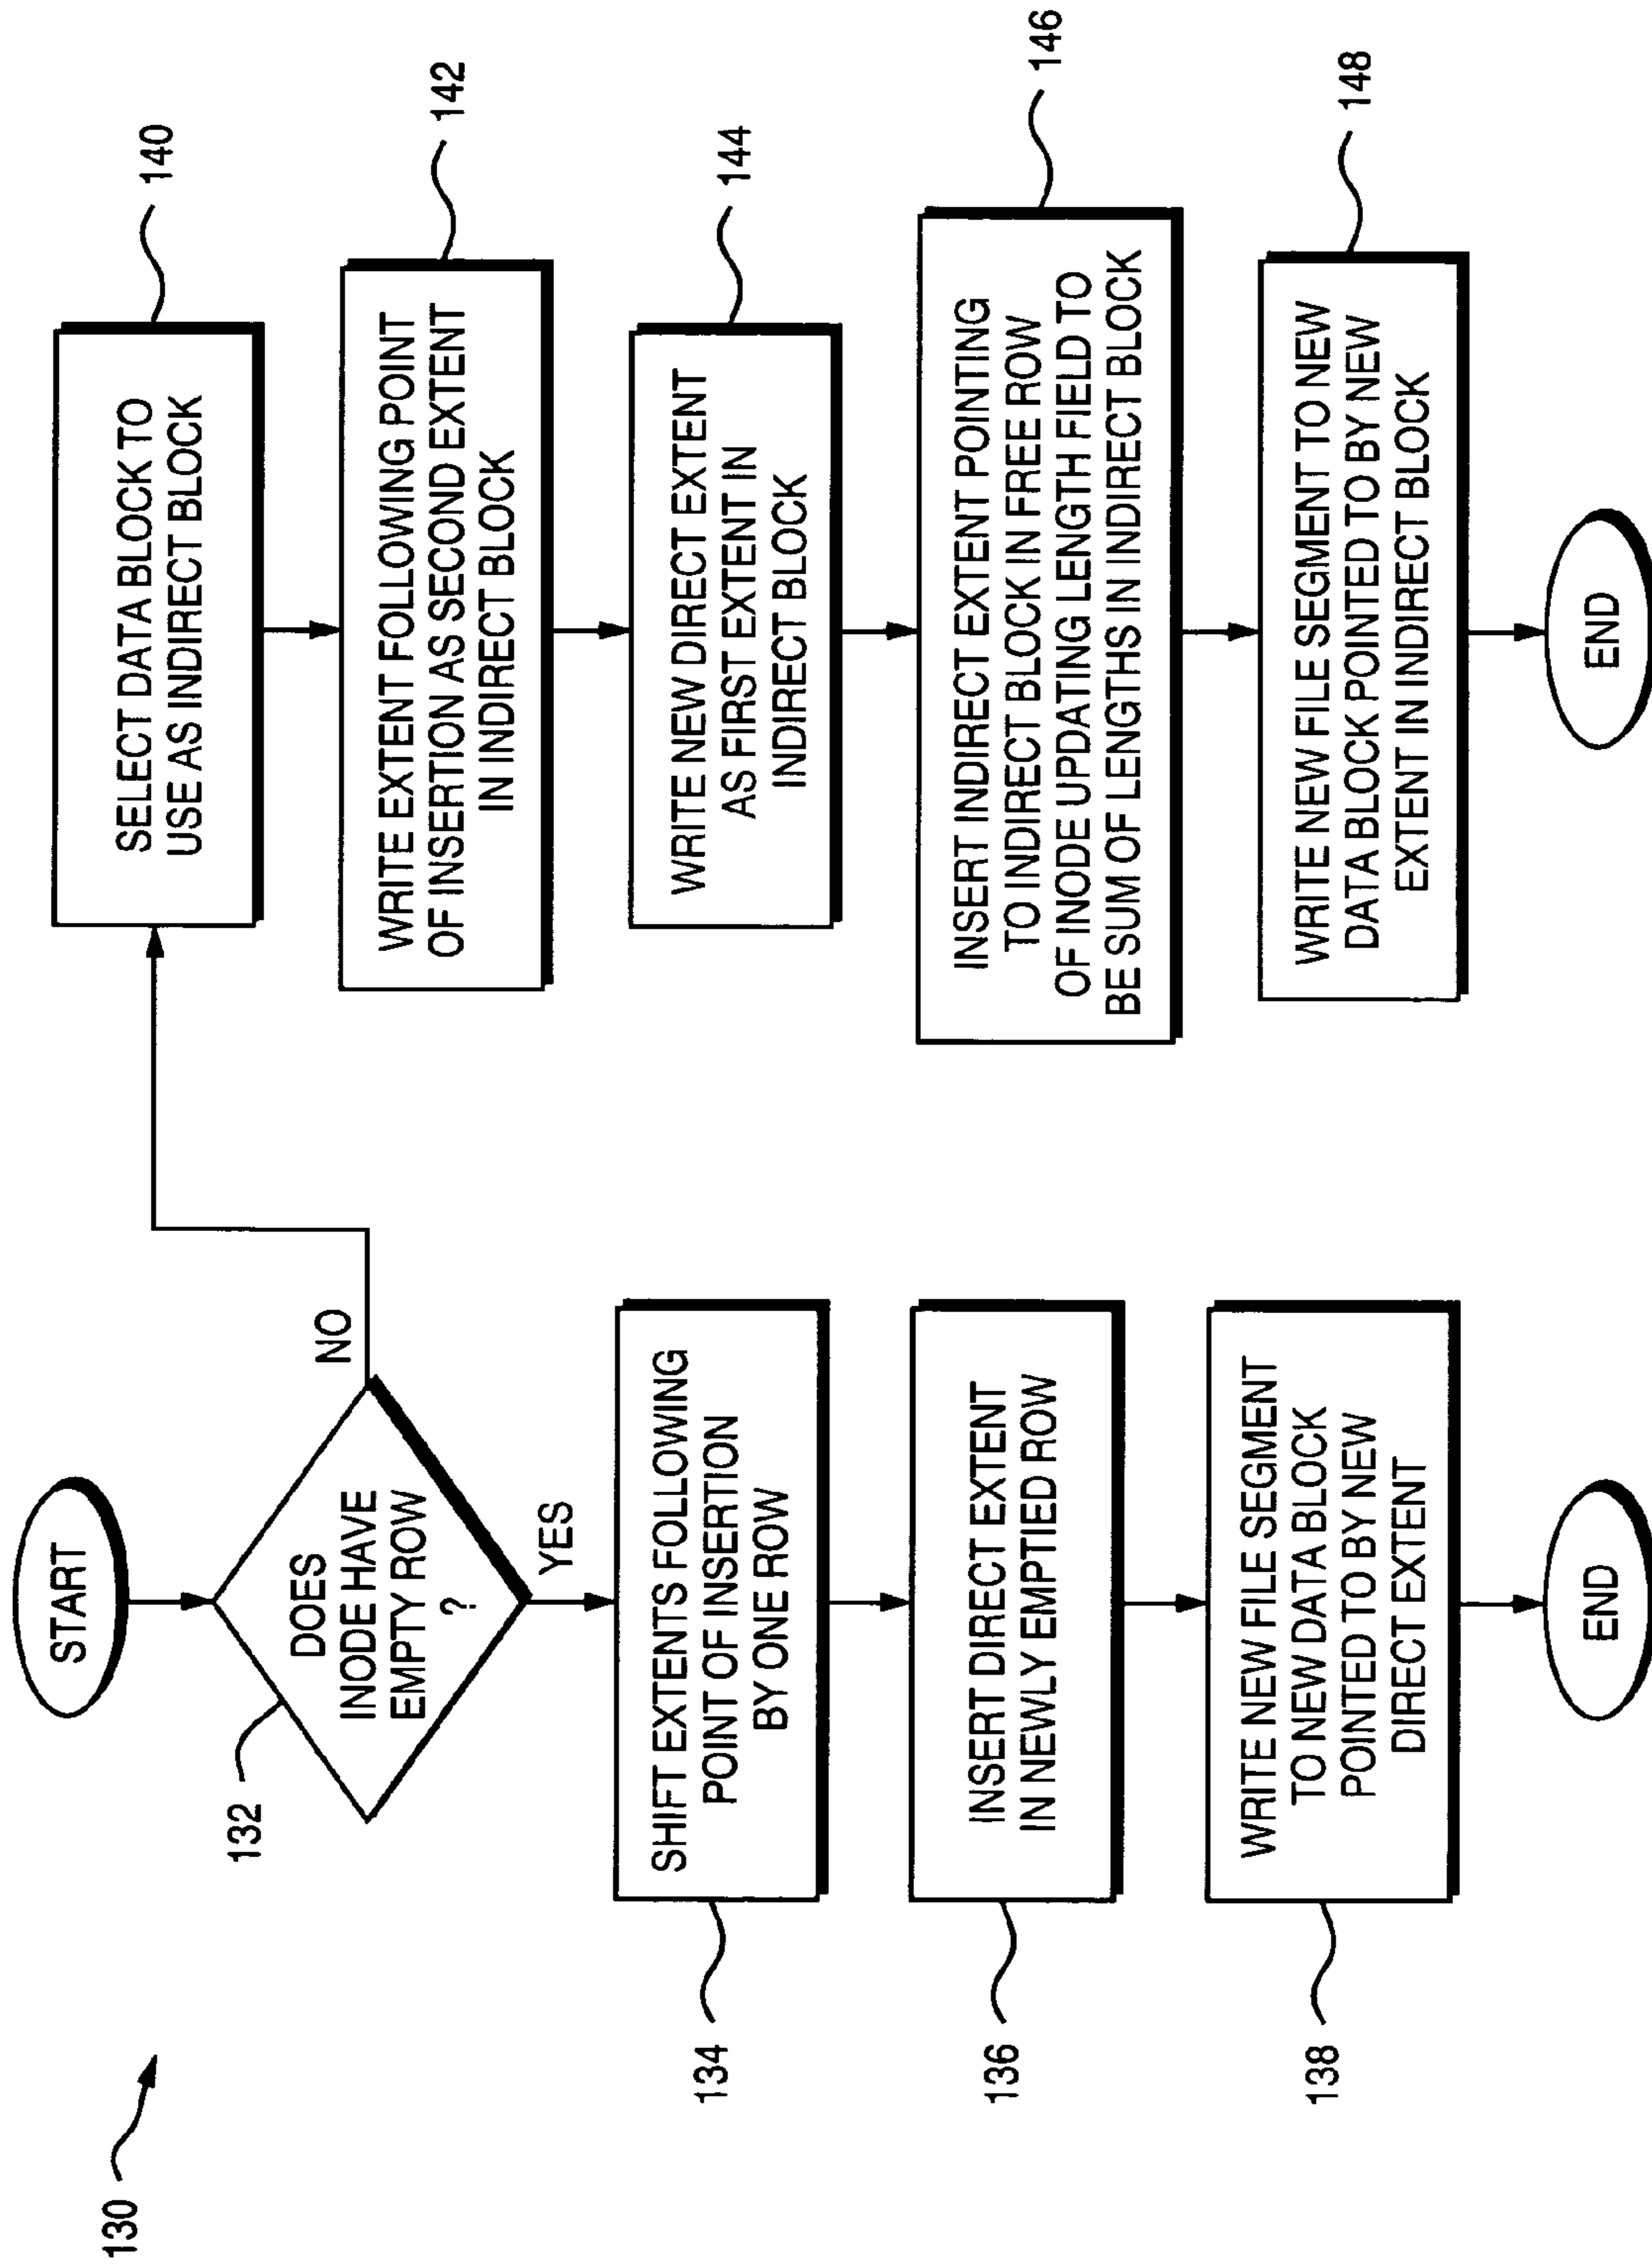 130
START
132
DOES
INODE HAVE
EMPTY ROW
?
NO
YES
134
SHIFT EXTENTS FOLLOWING
POINT OF INSERTION
BY ONE ROW
136
INSERT DIRECT EXTENT
IN NEWLY EMPTIED ROW
138
WRITE NEW FILE SEGMENT
TO NEW DATA BLOCK
POINTED TO BY NEW
DIRECT EXTENT
END
140
SELECT DATA BLOCK TO
USE AS INDIRECT BLOCK
142
WRITE EXTENT FOLLOWING POINT
OF INSERTION AS SECOND EXTENT
IN INDIRECT BLOCK
144
WRITE NEW DIRECT EXTENT
AS FIRST EXTENT IN
INDIRECT BLOCK
146
INSERT INDIRECT EXTENT POINTING
TO INDIRECT BLOCK IN FREE ROW
OF INODE UPDATING LENGTH FIELD TO
BE SUM OF LENGTHS IN INDIRECT BLOCK
148
WRITE NEW FILE SEGMENT TO NEW
DATA BLOCK POINTED TO BY NEW
EXTENT IN INDIRECT BLOCK
END